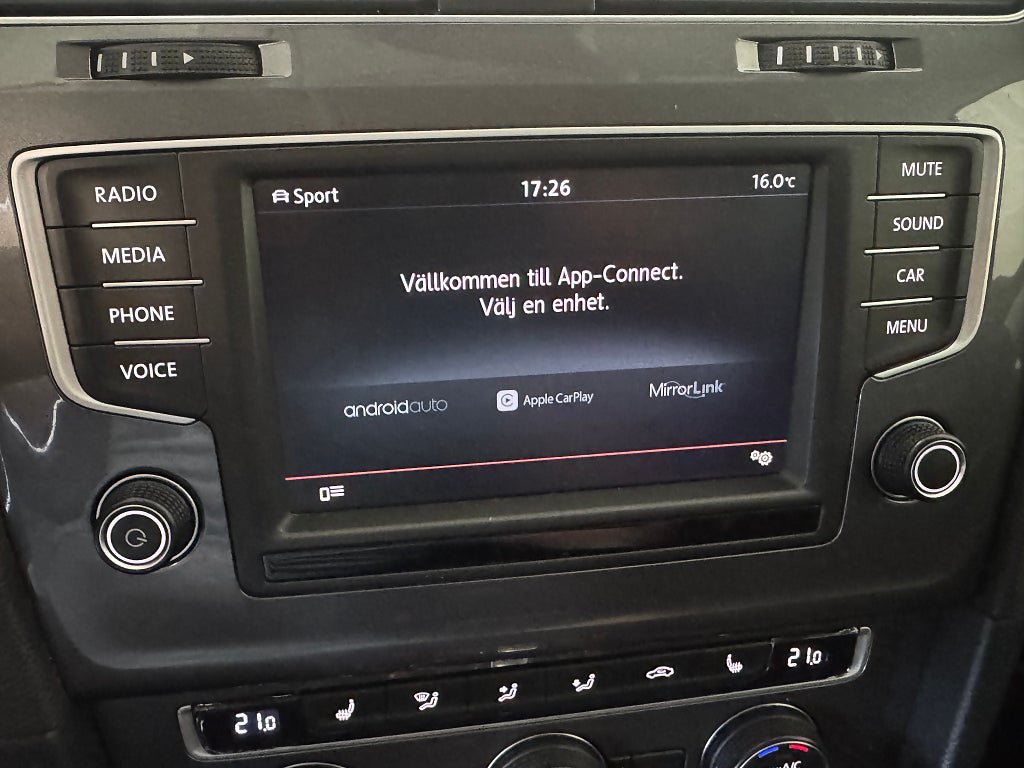 Sport 17:26 16.0°C
RADIO
MEDIA
PHONE
VOICE
Vällkommen till App-Connect.
Välj en enhet.
androidauto Apple CarPlay MirrorLink
MUTE
SOUND
CAR
MENU
21.0 21.0
A/C